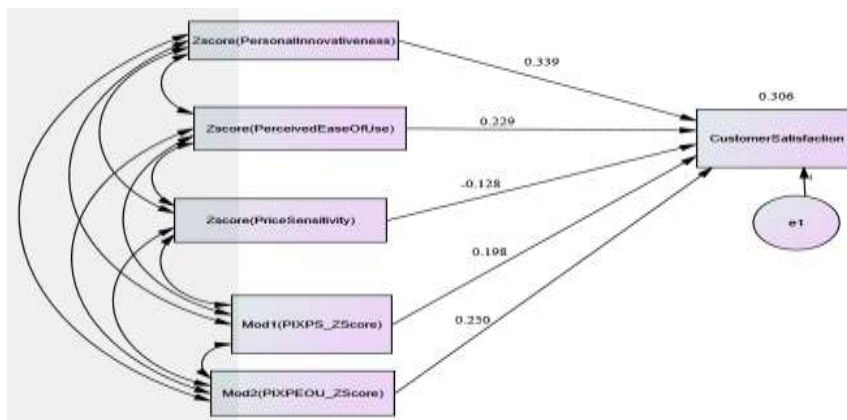 Zscore(PersonalInnovativeness)
0.339
0.306
Zscore(PerceivedEaseOfUse)
0.229
CustomerSatisfaction
-0.128
Zscore(PriceSensitivity)
e1
0.198
Mod1(PIXPS_ZScore)
0.230
Mod2(PIXPEOU_ZScore)